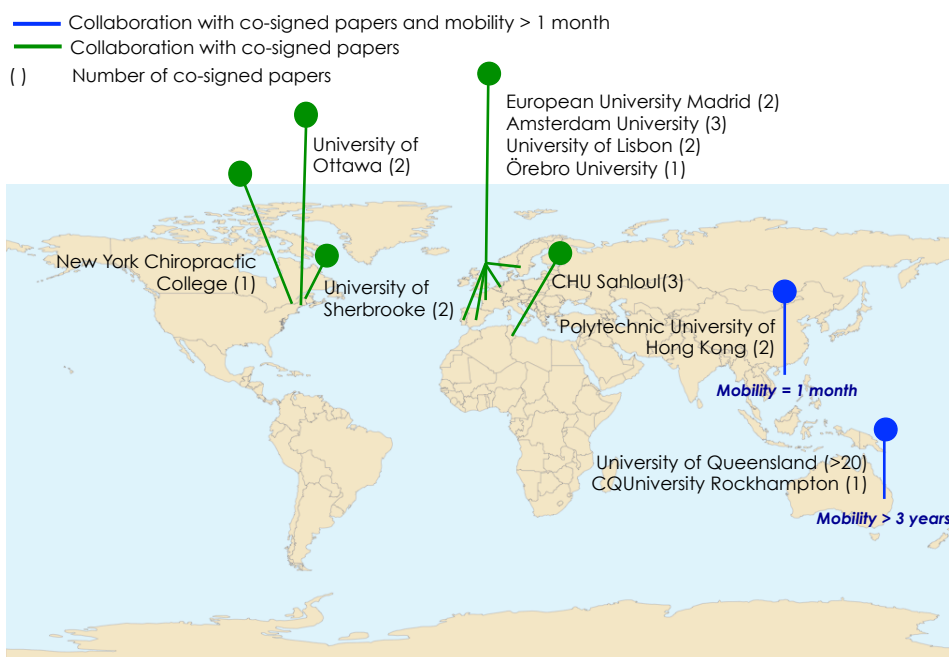 Collaboration with co-signed papers and mobility > 1 month
Collaboration with co-signed papers
( ) Number of co-signed papers
European University Madrid (2)
Amsterdam University (3)
University of Lisbon (2)
Örebro University (1)
University of
Ottawa (2)
New York Chiropractic
College (1)
University of
Sherbrooke (2)
CHU Sahloul(3)
Polytechnic University of
Hong Kong (2)
Mobility = 1 month
University of Queensland (>20)
CQUniversity Rockhampton (1)
Mobility > 3 years